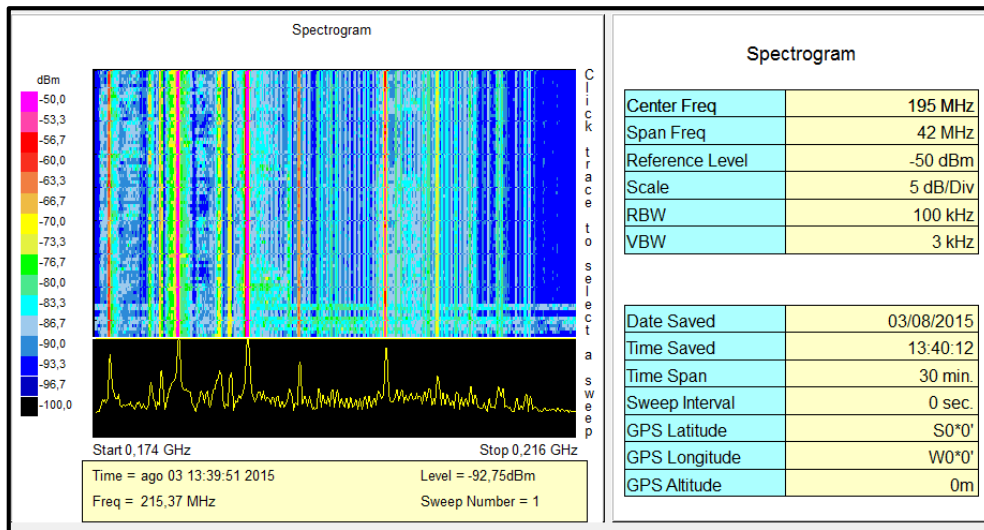 Spectrogram
dBm
-50,0
-53,3
-56,7
-60,0
-63,3
-66,7
-70,0
-73,3
-76,7
-80,0
-83,3
-86,7
-90,0
-93,3
-96,7
-100,0
Click trace to select a sweep
Start 0,174 GHz Stop 0,216 GHz
Time = ago 03 13:39:51 2015 Level = -92,75dBm
Freq = 215,37 MHz Sweep Number = 1
Spectrogram
Center Freq 195 MHz
Span Freq 42 MHz
Reference Level -50 dBm
Scale 5 dB/Div
RBW 100 kHz
VBW 3 kHz
Date Saved 03/08/2015
Time Saved 13:40:12
Time Span 30 min.
Sweep Interval 0 sec.
GPS Latitude S0*0'
GPS Longitude W0*0'
GPS Altitude 0m